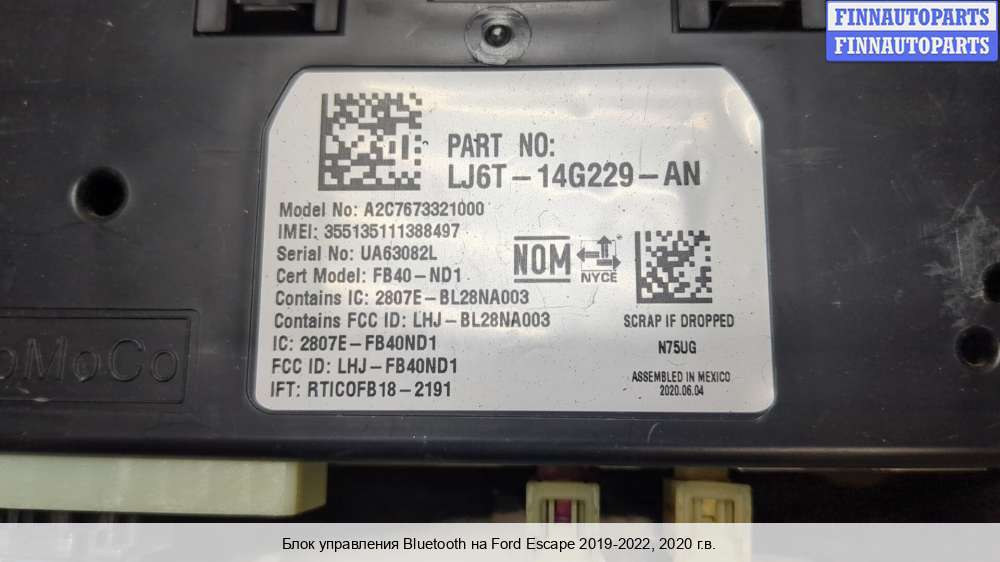 FINNAUTOPARTS
FINNAUTOPARTS
PART NO:
LJ6T-14G229-AN
Model No: A2C7673321000
IMEI: 355135111388497
Serial No: UA63082L
Cert Model: FB40-ND1
Contains IC: 2807E-BL28NA003
Contains FCC ID: LHJ-BL28NA003
IC: 2807E-FB40ND1
FCC ID: LHJ-FB40ND1
IFT: RTICOFB18-2191
NOM
NYCE
SCRAP IF DROPPED
N75UG
ASSEMBLED IN MEXICO
2020.06.04
oMoCo
Блок управления Bluetooth на Ford Escape 2019-2022, 2020 г.в.